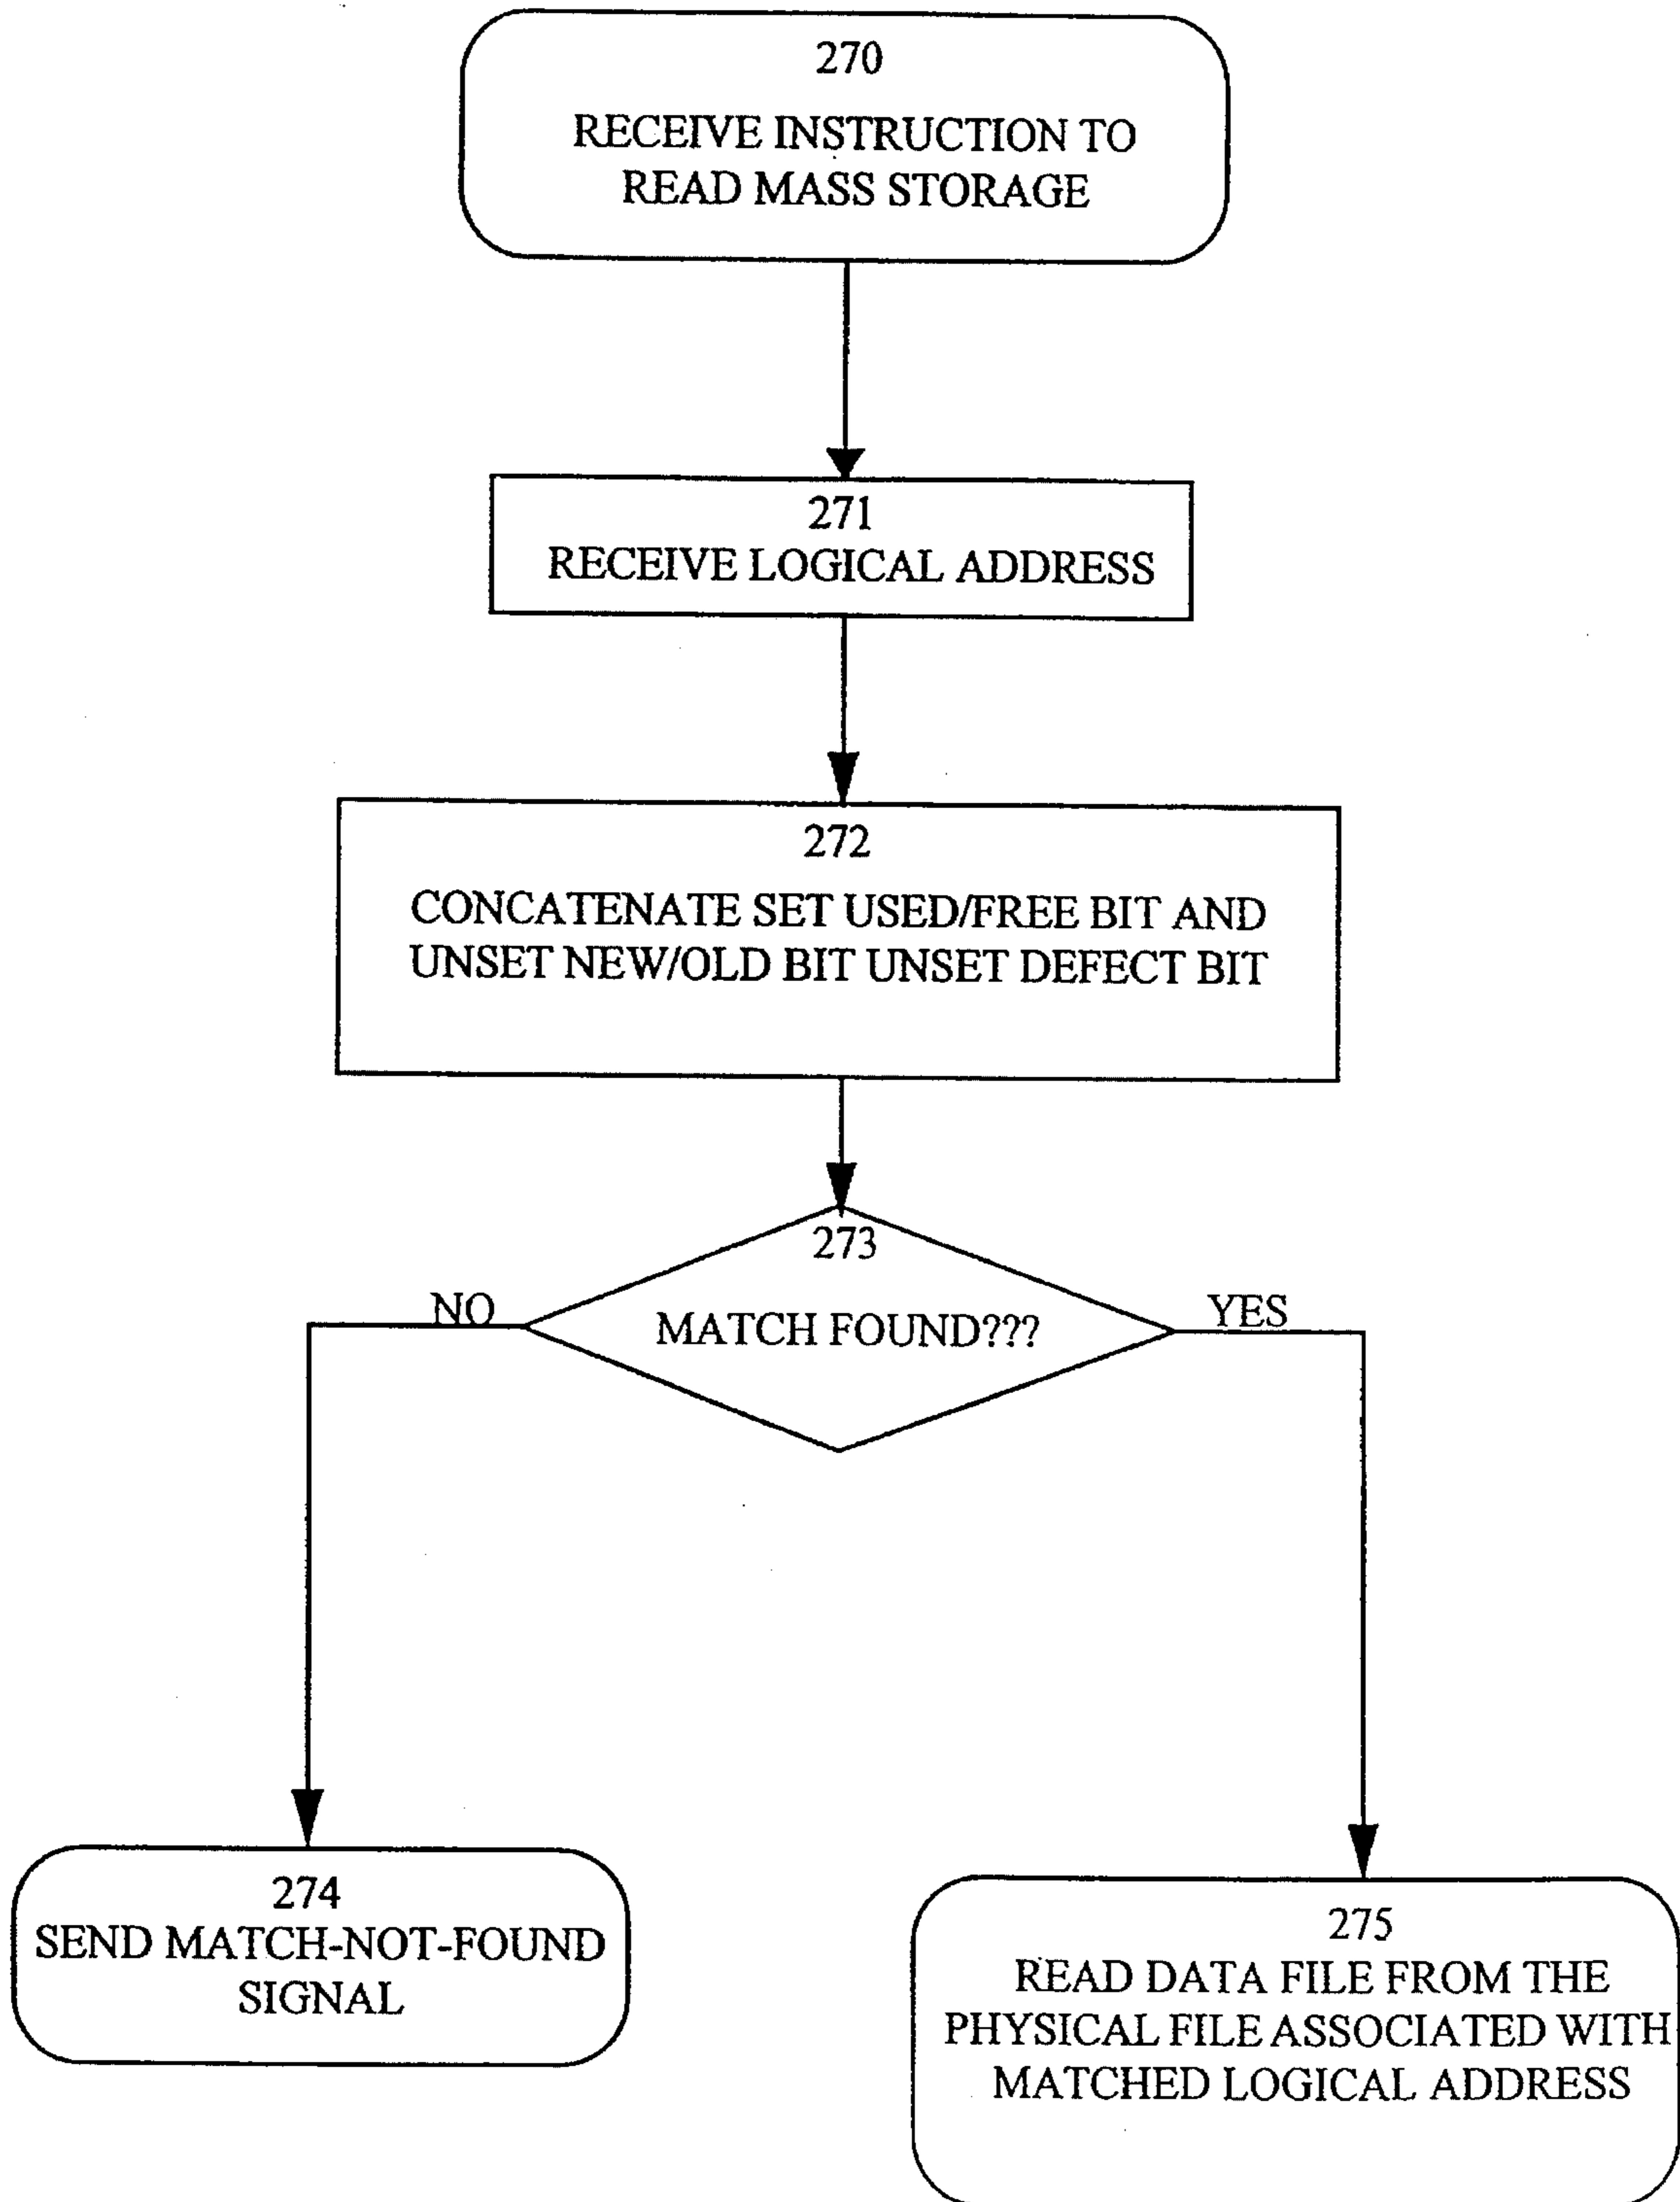 270
RECEIVE INSTRUCTION TO
READ MASS STORAGE
271
RECEIVE LOGICAL ADDRESS
272
CONCATENATE SET USED/FREE BIT AND
UNSET NEW/OLD BIT UNSET DEFECT BIT
273
MATCH FOUND???
NO
YES
274
SEND MATCH-NOT-FOUND
SIGNAL
275
READ DATA FILE FROM THE
PHYSICAL FILE ASSOCIATED WITH
MATCHED LOGICAL ADDRESS